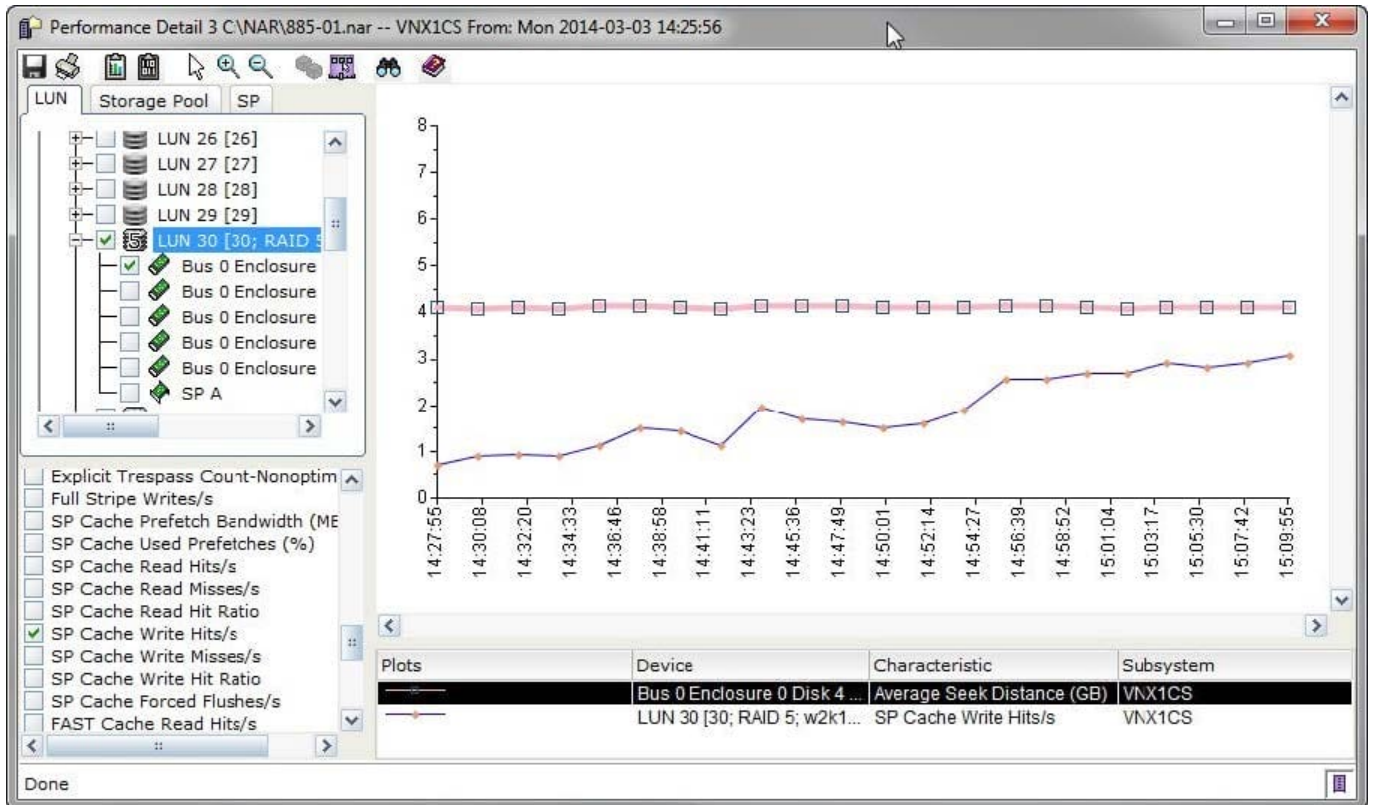 Performance Detail 3 C:\NAR\885-01.nar -- VNX1CS From: Mon 2014-03-03 14:25:56
LUN Storage Pool SP
LUN 26 [26]
LUN 27 [27]
LUN 28 [28]
LUN 29 [29]
LUN 30 [30; RAID 5
Bus 0 Enclosure
Bus 0 Enclosure
Bus 0 Enclosure
Bus 0 Enclosure
Bus 0 Enclosure
SP A
Explicit Trespass Count-Nonoptim
Full Stripe Writes/s
SP Cache Prefetch Bandwidth (ME
SP Cache Used Prefetches (%)
SP Cache Read Hits/s
SP Cache Read Misses/s
SP Cache Read Hit Ratio
SP Cache Write Hits/s
SP Cache Write Misses/s
SP Cache Write Hit Ratio
SP Cache Forced Flushes/s
FAST Cache Read Hits/s
8
7
6
5
4
3
2
1
0
14:27:55
14:30:08
14:32:20
14:34:33
14:36:46
14:38:58
14:41:11
14:43:23
14:45:36
14:47:49
14:50:01
14:52:14
14:54:27
14:56:39
14:58:52
15:01:04
15:03:17
15:05:30
15:07:42
15:09:55
Plots Device Characteristic Subsystem
Bus 0 Enclosure 0 Disk 4 ... Average Seek Distance (GB) VNX1CS
LUN 30 [30; RAID 5; w2k1... SP Cache Write Hits/s VNX1CS
Done